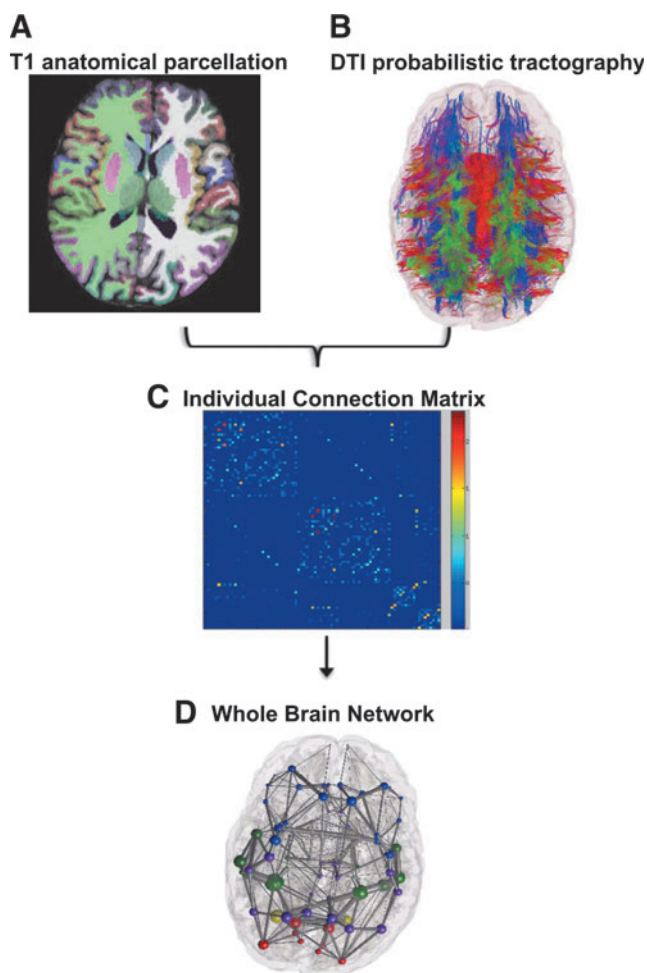 A
T1 anatomical parcellation
B
DTI probabilistic tractography
C Individual Connection Matrix
D Whole Brain Network